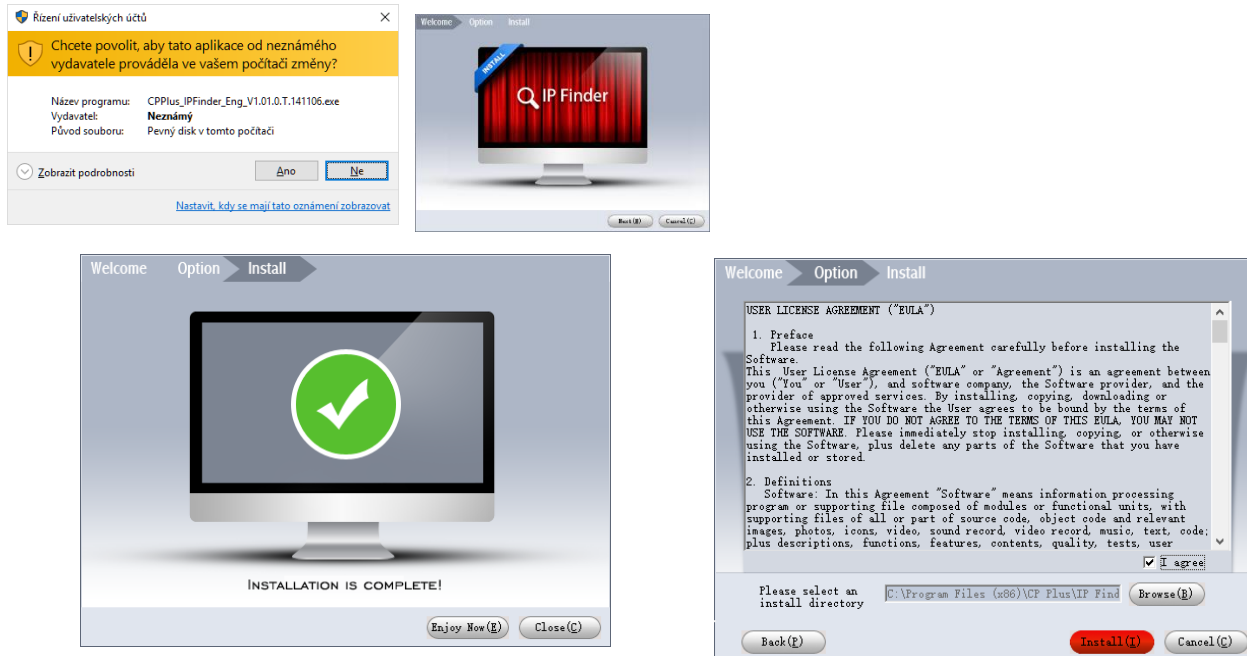 Řízení uživatelských účtů
Chcete povolit, aby tato aplikace od neznámého
vydavatele prováděla ve vašem počítači změny?
Název programu: CPPlus_IPFinder_Eng_V1.01.0.T.141106.exe
Vydavatel: Neznámý
Původ souboru: Pevný disk v tomto počítači
Zobrazit podrobnosti
Ano
Ne
Nastavit, kdy se mají tato oznámení zobrazovat
Welcome Option Install
INSTALL
IP Finder
Next(N) Cancel(C)
Welcome Option Install
INSTALLATION IS COMPLETE!
Enjoy Now(E) Close(C)
Welcome Option Install
USER LICENSE AGREEMENT ("EULA")
1. Preface
Please read the following Agreement carefully before installing the
Software.
This User License Agreement ("EULA" or "Agreement") is an agreement between
you ("You" or "User"), and software company, the Software provider, and the
provider of approved services. By installing, copying, downloading or
otherwise using the Software the User agrees to be bound by the terms of
this Agreement. IF YOU DO NOT AGREE TO THE TERMS OF THIS EULA, YOU MAY NOT
USE THE SOFTWARE. Please immediately stop installing, copying, or otherwise
using the Software, plus delete any parts of the Software that you have
installed or stored.
2. Definitions
Software: In this Agreement "Software" means information processing
program or supporting file composed of modules or functional units, with
supporting files of all or part of source code, object code and relevant
images, photos, icons, video, sound record, video record, music, text, code;
plus descriptions, functions, features, contents, quality, tests, user
I agree
Please select an
install directory
C:\Program Files (x86)\CP Plus\IP Find
Browse(B)
Back(P) Install(I) Cancel(C)